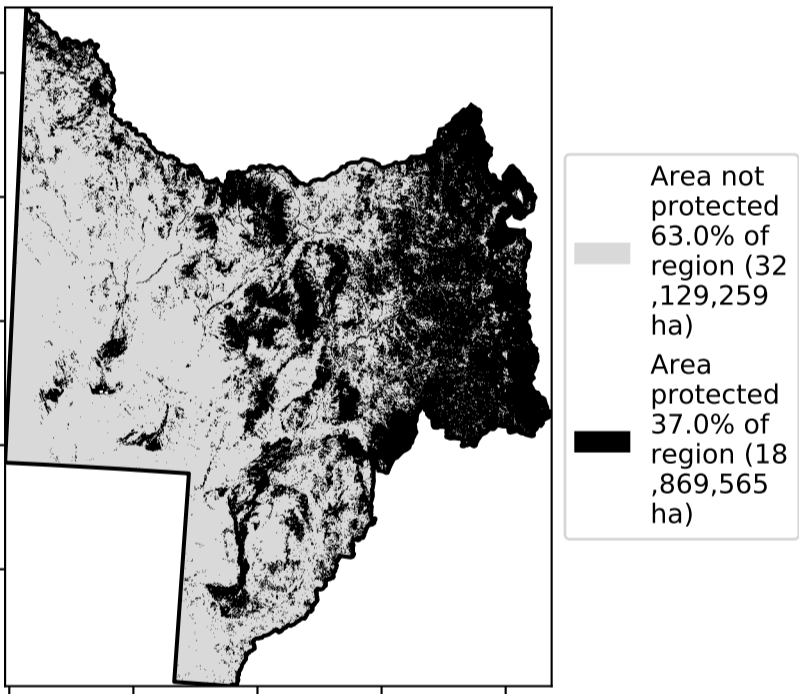 Area not
protected
63.0% of
region (32
,129,259
ha)
Area
protected
37.0% of
region (18
,869,565
ha)